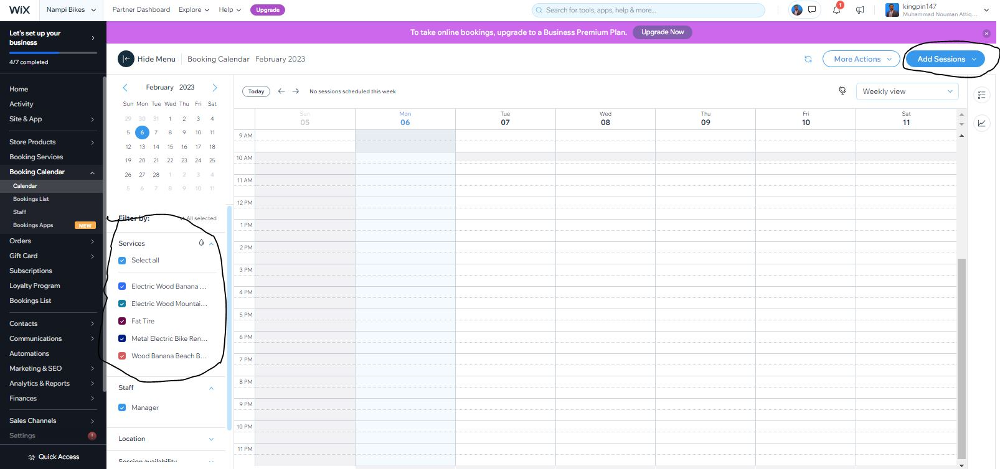 WiX Nampi Bikes Partner Dashboard Explore Help Upgrade Search for tools, apps, help & more... 1 kingpin147
Muhammad Nouman Attiq...
To take online bookings, upgrade to a Business Premium Plan. Upgrade Now
Let's set up your
business
4/7 completed
Home
Activity
Site & App
Store Products
Booking Services
Booking Calendar
Calendar
Bookings List
Staff
Bookings Apps NEW
Orders
Gift Card
Subscriptions
Loyalty Program
Bookings List
Contacts
Communications
Automations
Marketing & SEO
Analytics & Reports
Finances
Sales Channels
Settings !
Quick Access
Hide Menu Booking Calendar February 2023 More Actions Add Sessions
February 2023
Sun Mon Tue Wed Thu Fri Sat
29 30 31 1 2 3 4
5 6 7 8 9 10 11
12 13 14 15 16 17 18
19 20 21 22 23 24 25
26 27 28 1 2 3 4
5 6 7 8 9 10 11
Filter by: All selected
Services
Select all
Electric Wood Banana ...
Electric Wood Mountai...
Fat Tire
Metal Electric Bike Ren...
Wood Banana Beach B...
Staff
Manager
Location
Session availability
Today No sessions scheduled this week Weekly view
Sun Mon Tue Wed Thu Fri Sat
05 06 07 08 09 10 11
9 AM
10 AM
11 AM
12 PM
1 PM
2 PM
3 PM
4 PM
5 PM
6 PM
7 PM
8 PM
9 PM
10 PM
11 PM